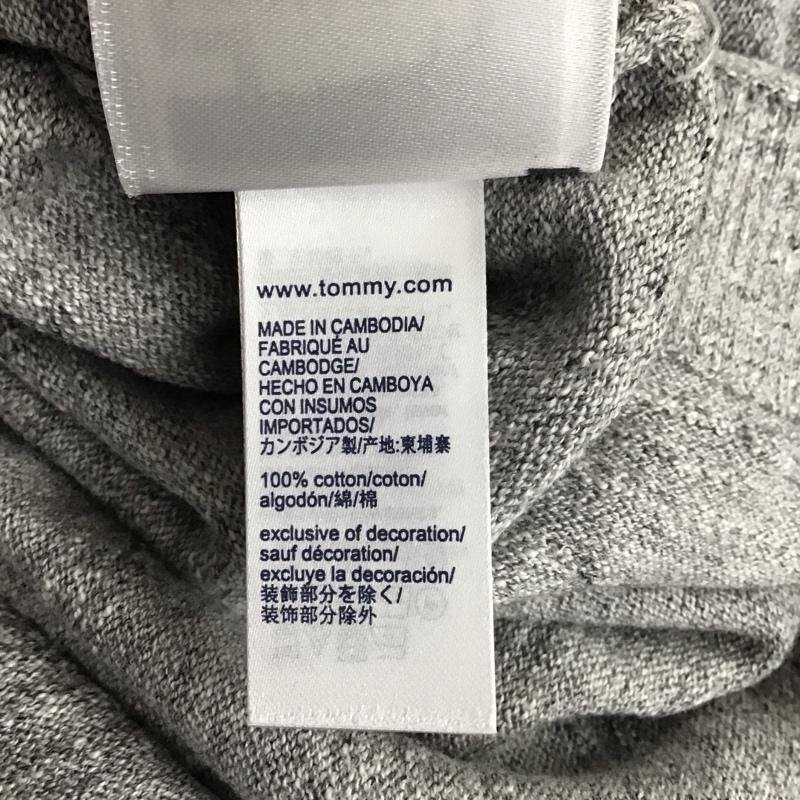 www.tommy.com
MADE IN CAMBODIA/
FABRIQUÉ AU
CAMBODGE/
HECHO EN CAMBOYA
CON INSUMOS
IMPORTADOS/
カンボジア製/产地:柬埔寨
100% cotton/coton/
algodón/綿/棉
exclusive of decoration/
sauf décoration/
excluye la decoración/
装飾部分を除く/
装饰部分除外